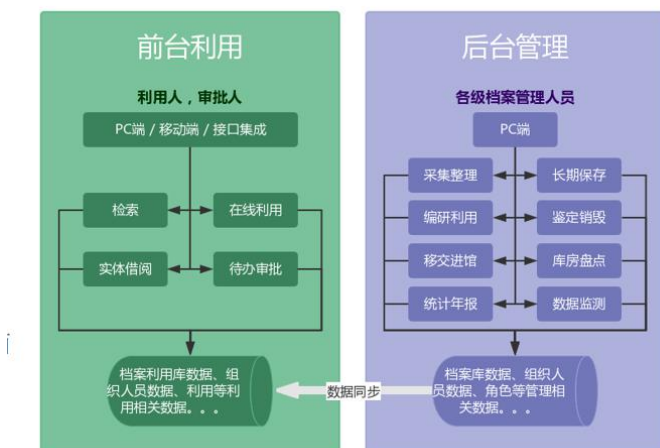 前台利用
利用人，审批人
PC端 / 移动端 / 接口集成
检索
在线利用
实体借阅
待办审批
档案利用库数据、组
织人员数据、利用等利
用相关数据。。。
后台管理
各级档案管理人员
PC端
采集整理
长期保存
编研利用
鉴定销毁
移交进馆
库房盘点
统计年报
数据监测
档案库数据、组织人
员数据、角色等管理相
关数据。。。
数据同步